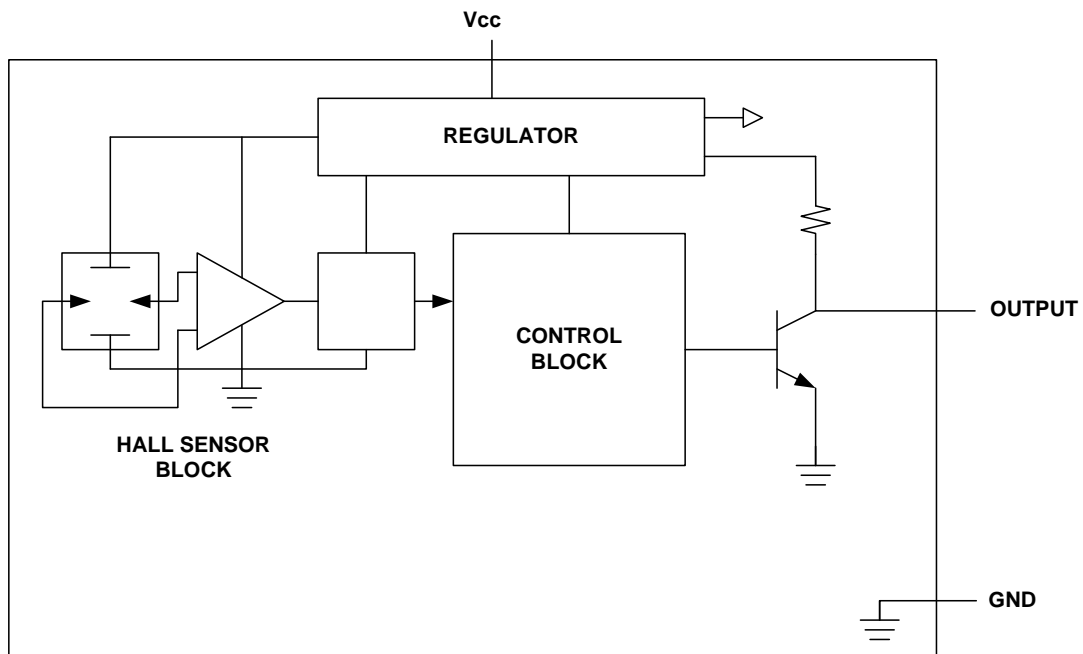 Vcc
REGULATOR
OUTPUT
CONTROL
BLOCK
HALL SENSOR
BLOCK
GND